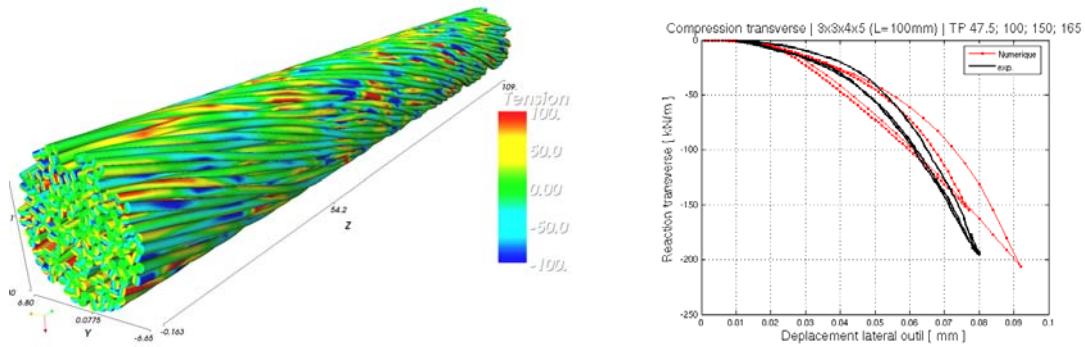 Tension
100.
50.0
0.00
-50.0
-100.
109.
54.2
Z
1
6.80
0.0775
Y
-6.65
-0.163
Compression transverse | 3x3x4x5 (L=100mm) | TP 47.5; 100; 150; 165
Numerique
exp.
Reaction transverse [ kN/m ]
0
-50
-100
-150
-200
-250
0 0.01 0.02 0.03 0.04 0.05 0.06 0.07 0.08 0.09 0.1
Deplacement lateral outil [ mm ]